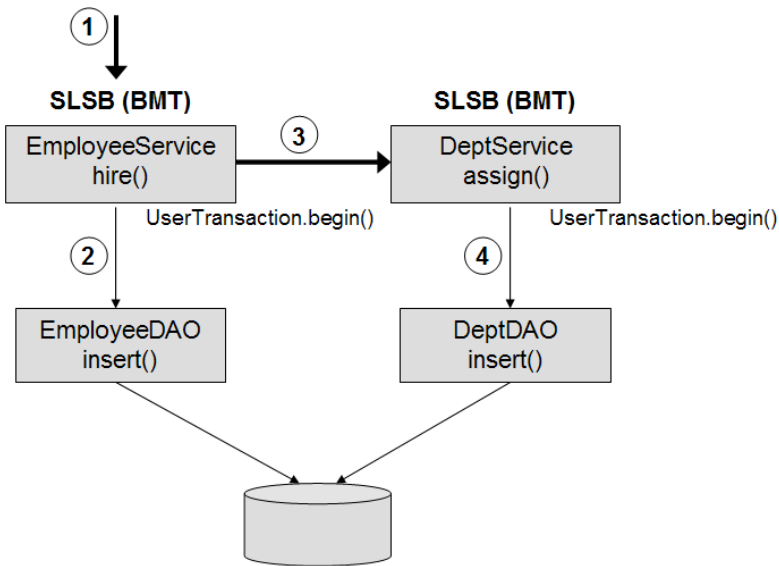 1
SLSB (BMT)
SLSB (BMT)
EmployeeService
hire()
3
DeptService
assign()
UserTransaction.begin()
UserTransaction.begin()
2
4
EmployeeDAO
insert()
DeptDAO
insert()